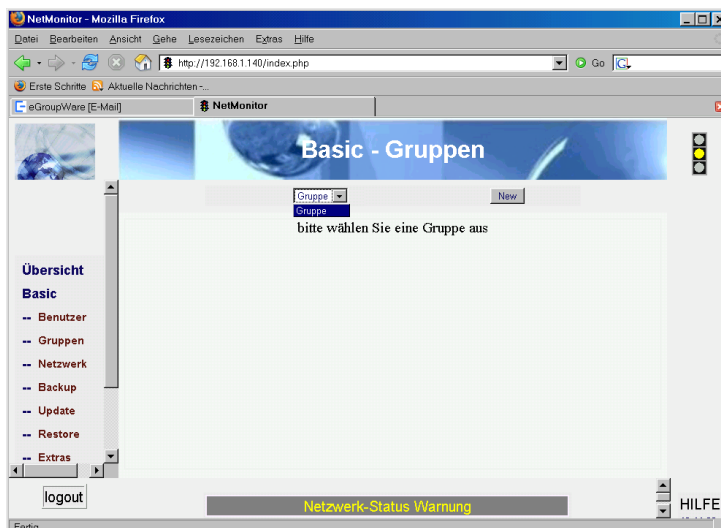 NetMonitor - Mozilla Firefox
Datei Bearbeiten Ansicht Gehe Lesezeichen Extras Hilfe
http://192.168.1.140/index.php
Go
G
Erste Schritte Aktuelle Nachrichten -...
eGroupWare [E-Mail]
NetMonitor
Basic - Gruppen
Gruppe
New
Gruppe
bitte wählen Sie eine Gruppe aus
Übersicht
Basic
-- Benutzer
-- Gruppen
-- Netzwerk
-- Backup
-- Update
-- Restore
-- Extras
logout
Netzwerk-Status Warnung
HILFE
Fertig